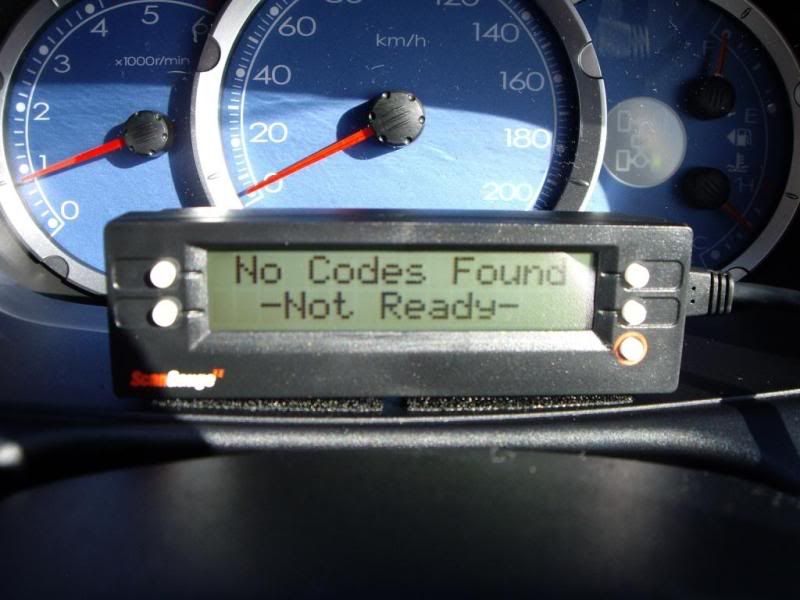 5
6
4
x1000r/min
3
2
1
0
120
60
km/h
140
40
160
20
180
0
200
F
E
H
C
No Codes Found
-Not Ready-
ScanGauge II